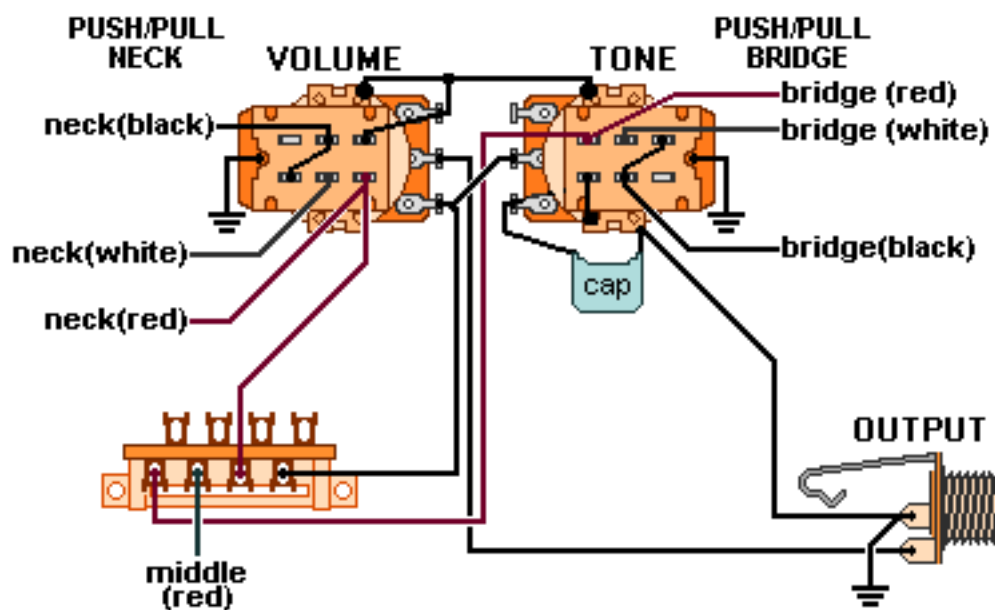 PUSH/PULL
NECK
VOLUME
TONE
PUSH/PULL
BRIDGE
neck(black)
bridge (red)
bridge (white)
neck(white)
bridge(black)
cap
neck(red)
OUTPUT
middle
(red)